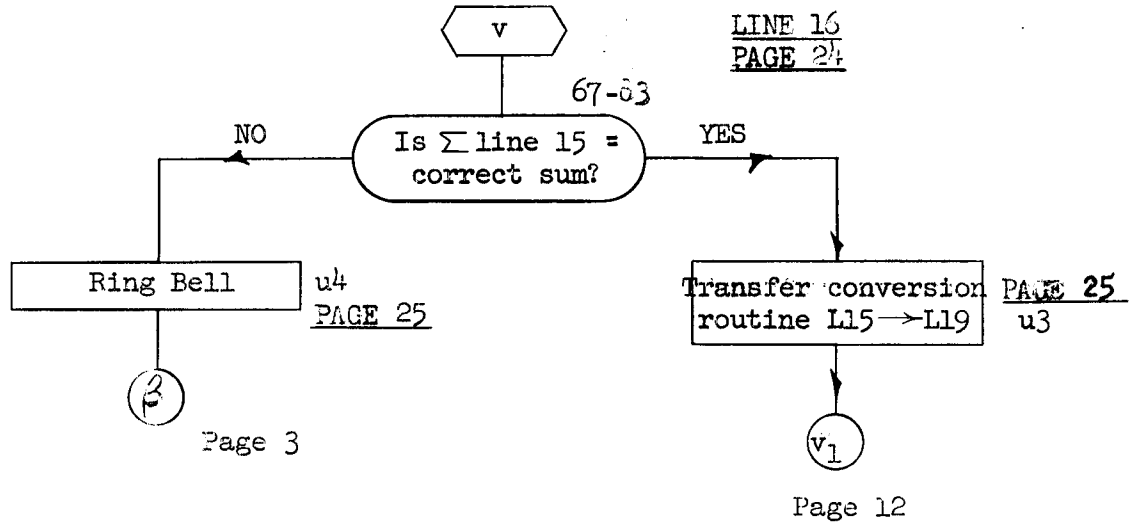 v
LINE 16
PAGE 24
67-83
Is Σ line 15 =
correct sum?
NO
YES
Ring Bell
u4
PAGE 25
β
Page 3
Transfer conversion
routine L15→L19
PAGE 25
u3
v1
Page 12